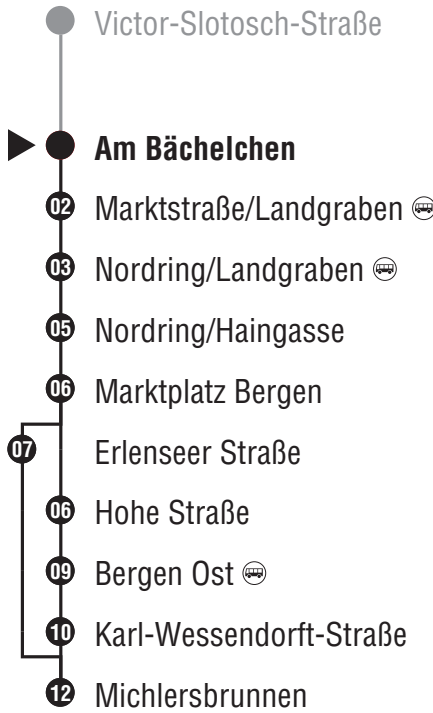 Victor-Slotosch-Straße
Am Bächelchen
02 Marktstraße/Landgraben
03 Nordring/Landgraben
05 Nordring/Haingasse
06 Marktplatz Bergen
07 Erlenseer Straße
06 Hohe Straße
09 Bergen Ost
10 Karl-Wessendorft-Straße
12 Michlersbrunnen